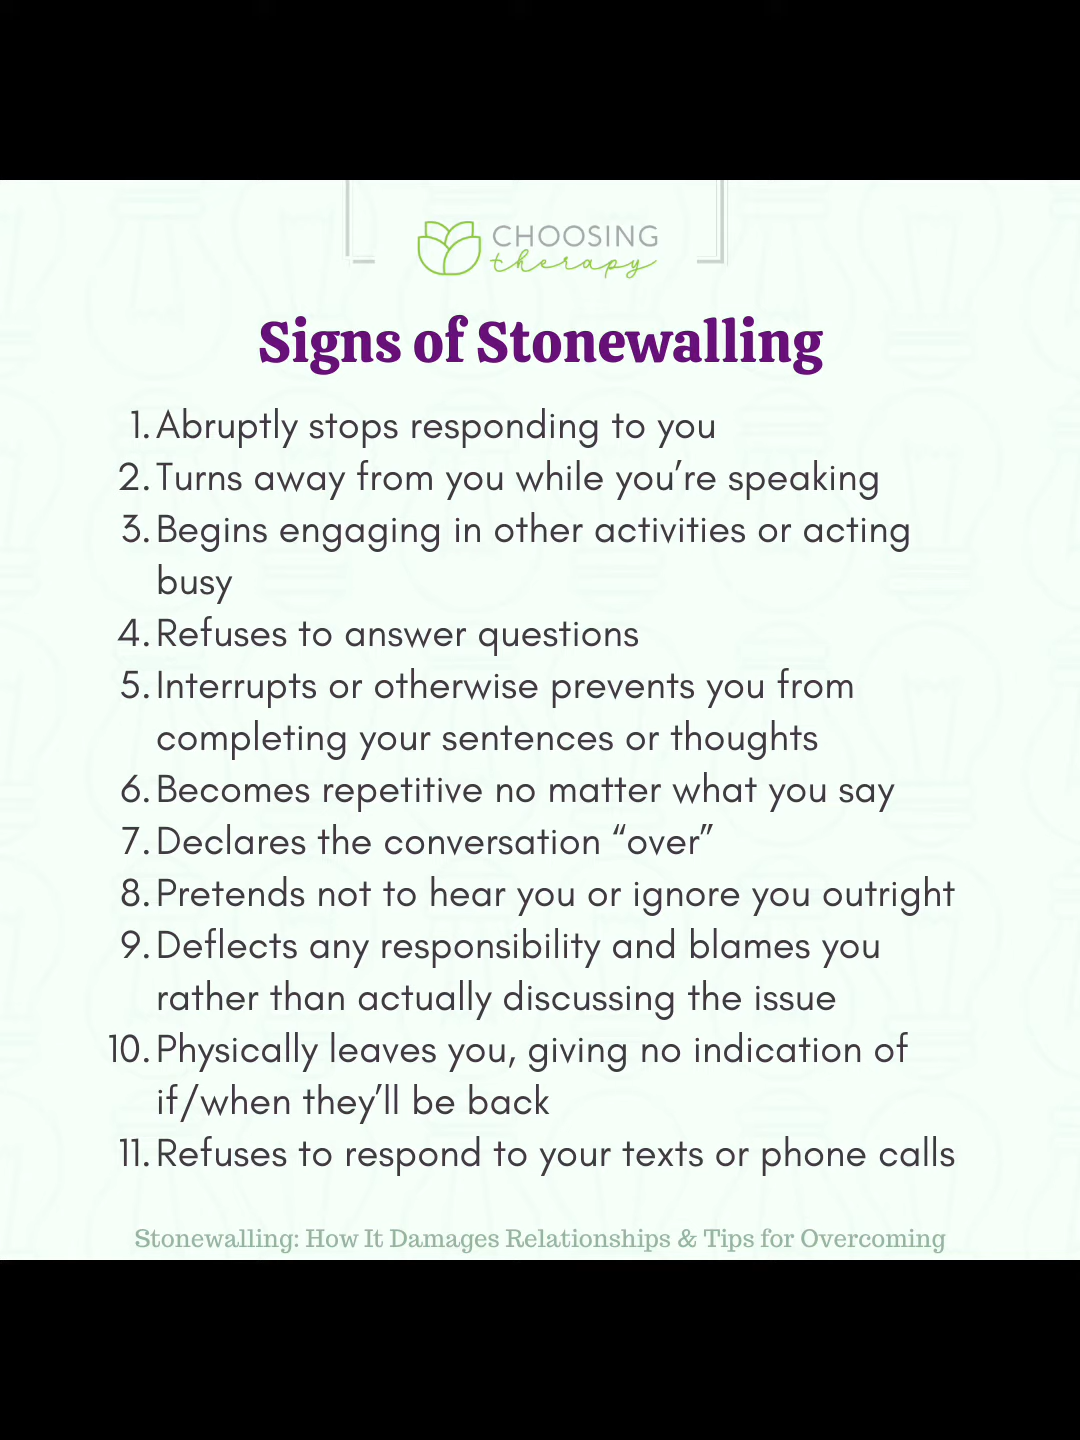 CHOOSING
therapy
Signs of Stonewalling
1. Abruptly stops responding to you
2. Turns away from you while you’re speaking
3. Begins engaging in other activities or acting
busy
4. Refuses to answer questions
5. Interrupts or otherwise prevents you from
completing your sentences or thoughts
6. Becomes repetitive no matter what you say
7. Declares the conversation “over”
8. Pretends not to hear you or ignore you outright
9. Deflects any responsibility and blames you
rather than actually discussing the issue
10. Physically leaves you, giving no indication of
if/when they’ll be back
11. Refuses to respond to your texts or phone calls
Stonewalling: How It Damages Relationships & Tips for Overcoming